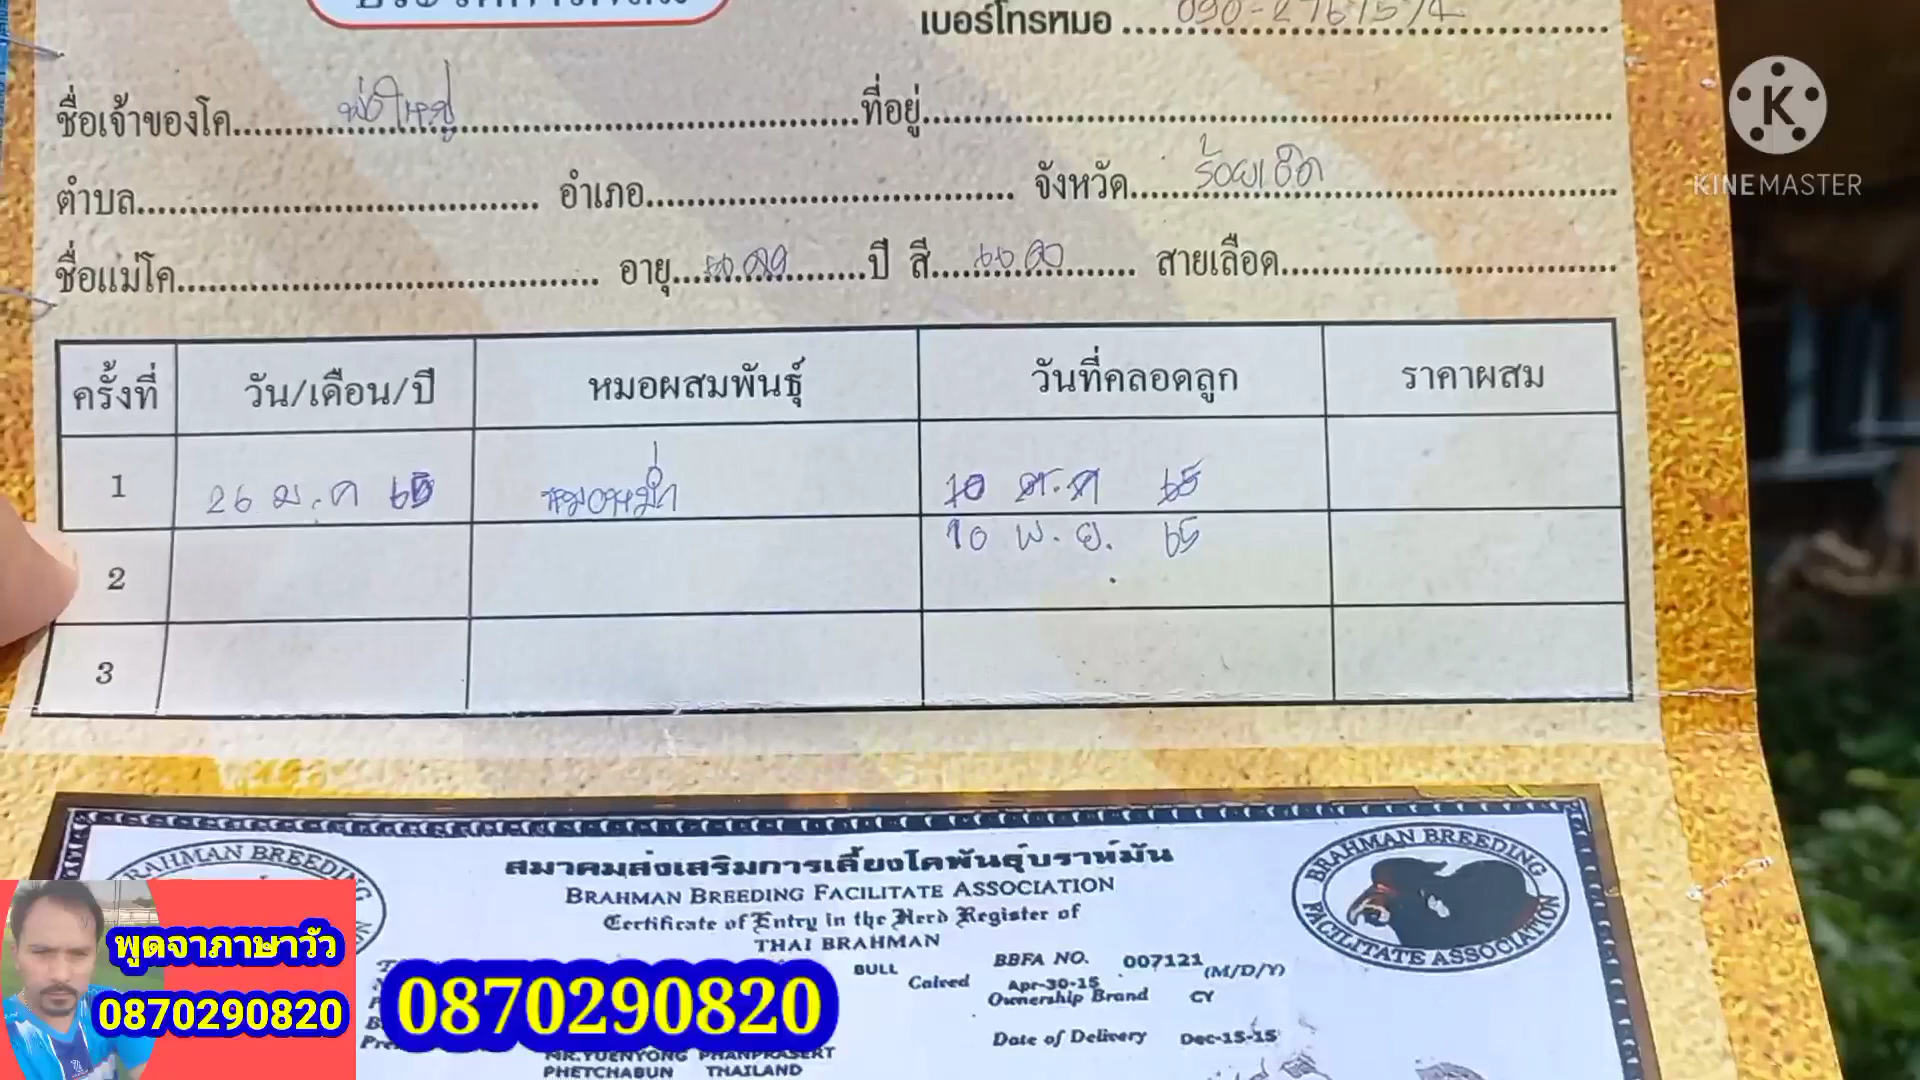 เบอร์โทรหมอ
ชื่อเจ้าของโค ที่อยู่
ตำบล อำเภอ จังหวัด ร้อยเอ็ด
ชื่อแม่โค อายุ ปี สี แดง สายเลือด
ครั้งที่ วัน/เดือน/ปี หมอผสมพันธุ์ วันที่คลอดลูก ราคาผสม
1 26 ม.ค 65 10 ต.ค 65
10 พ.ย. 65
2
3
KINEMASTER
สมาคมส่งเสริมการเลี้ยงโคพันธุ์บราห์มัน
BRAHMAN BREEDING FACILITATE ASSOCIATION
Certificate of Entry in the Herd Register of
THAI BRAHMAN
BRAHMAN BREEDING FACILITATE ASSOCIATION
RAHMAN BREEDING
BULL BBFA NO. 007121
Calved Apr-30-15 (M/D/Y)
Ownership Brand CY
Date of Delivery Dec-15-15
MR.YUENYONG PHANPRASERT
PHETCHABUN THAILAND
พูดจาภาษาวัว
0870290820
0870290820